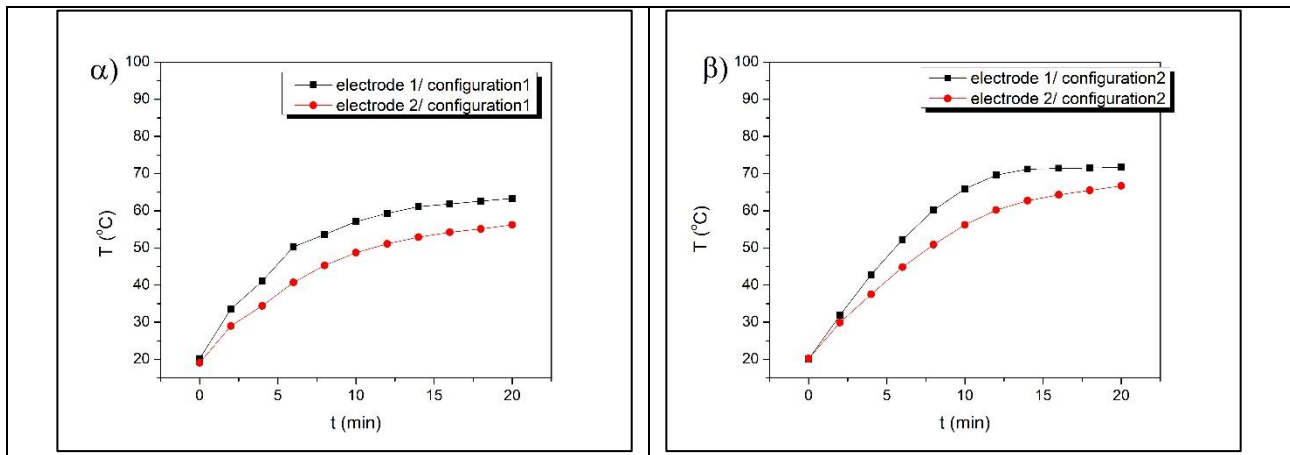 α)
electrode 1/ configuration1
electrode 2/ configuration1
100
90
80
70
60
50
40
30
20
T (°C)
0
5
10
15
20
t (min)
β)
electrode 1/ configuration2
electrode 2/ configuration2
100
90
80
70
60
50
40
30
20
T (°C)
0
5
10
15
20
t (min)